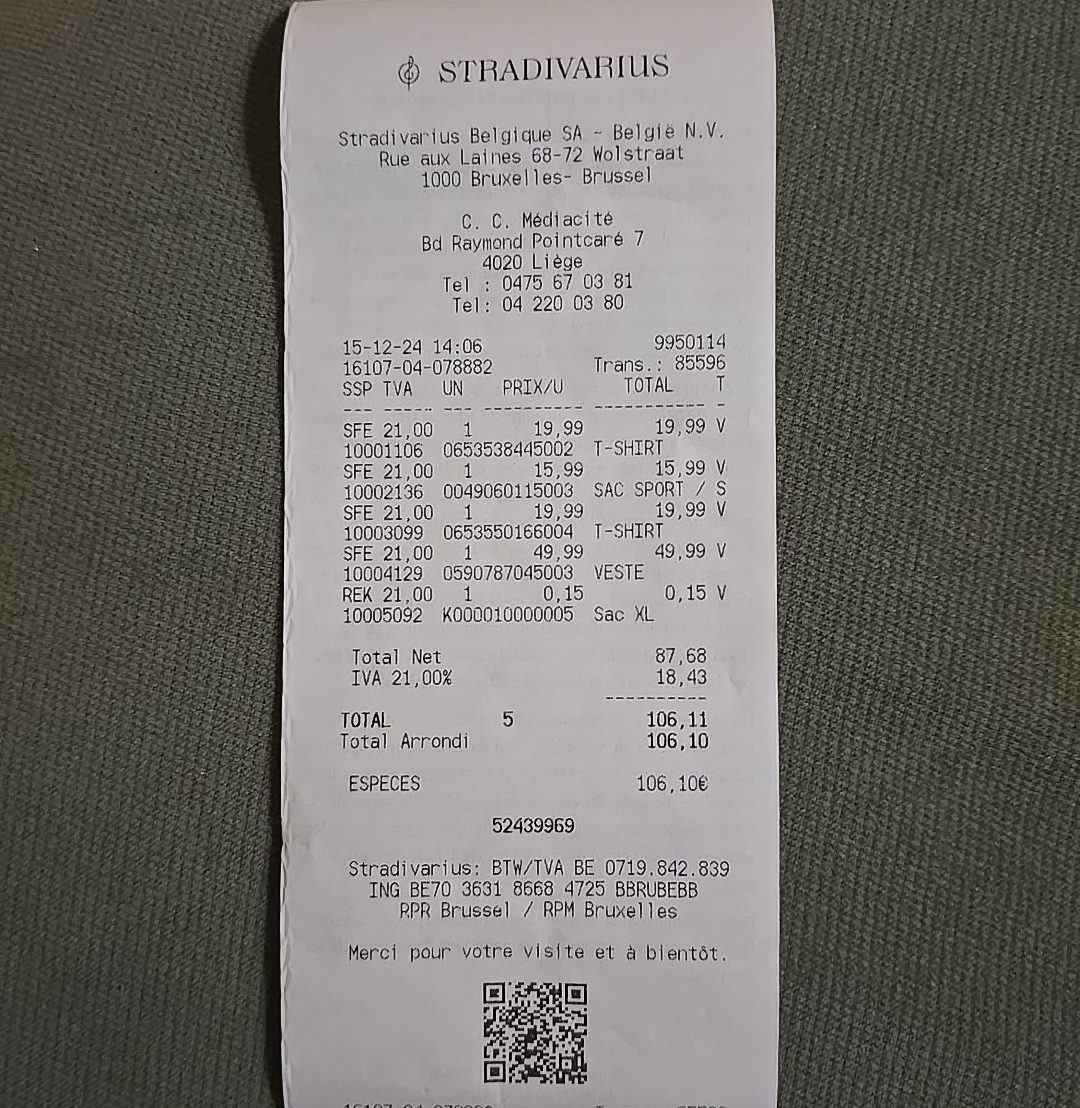 STRADIVARIUS
Stradivarius Belgique SA - België N.V.
Rue aux Laines 68-72 Wolstraat
1000 Bruxelles- Brussel
C. C. Médiacité
Bd Raymond Pointcaré 7
4020 Liège
Tel : 0475 67 03 81
Tel: 04 220 03 80
15-12-24 14:06 9950114
16107-04-078882 Trans.: 85596
SSP TVA UN PRIX/U TOTAL T
--- ---- --- ---------- ----------- -
SFE 21,00 1 19,99 19,99 V
10001106 0653538445002 T-SHIRT
SFE 21,00 1 15,99 15,99 V
10002136 0049060115003 SAC SPORT / S
SFE 21,00 1 19,99 19,99 V
10003099 0653550166004 T-SHIRT
SFE 21,00 1 49,99 49,99 V
10004129 0590787045003 VESTE
REK 21,00 1 0,15 0,15 V
10005092 K000010000005 Sac XL
Total Net 87,68
IVA 21,00% 18,43
----------
TOTAL 5 106,11
Total Arrondi 106,10
ESPECES 106,10€
52439969
Stradivarius: BTW/TVA BE 0719.842.839
ING BE70 3631 8668 4725 BBRUBEBB
RPR Brussel / RPM Bruxelles
Merci pour votre visite et à bientôt.